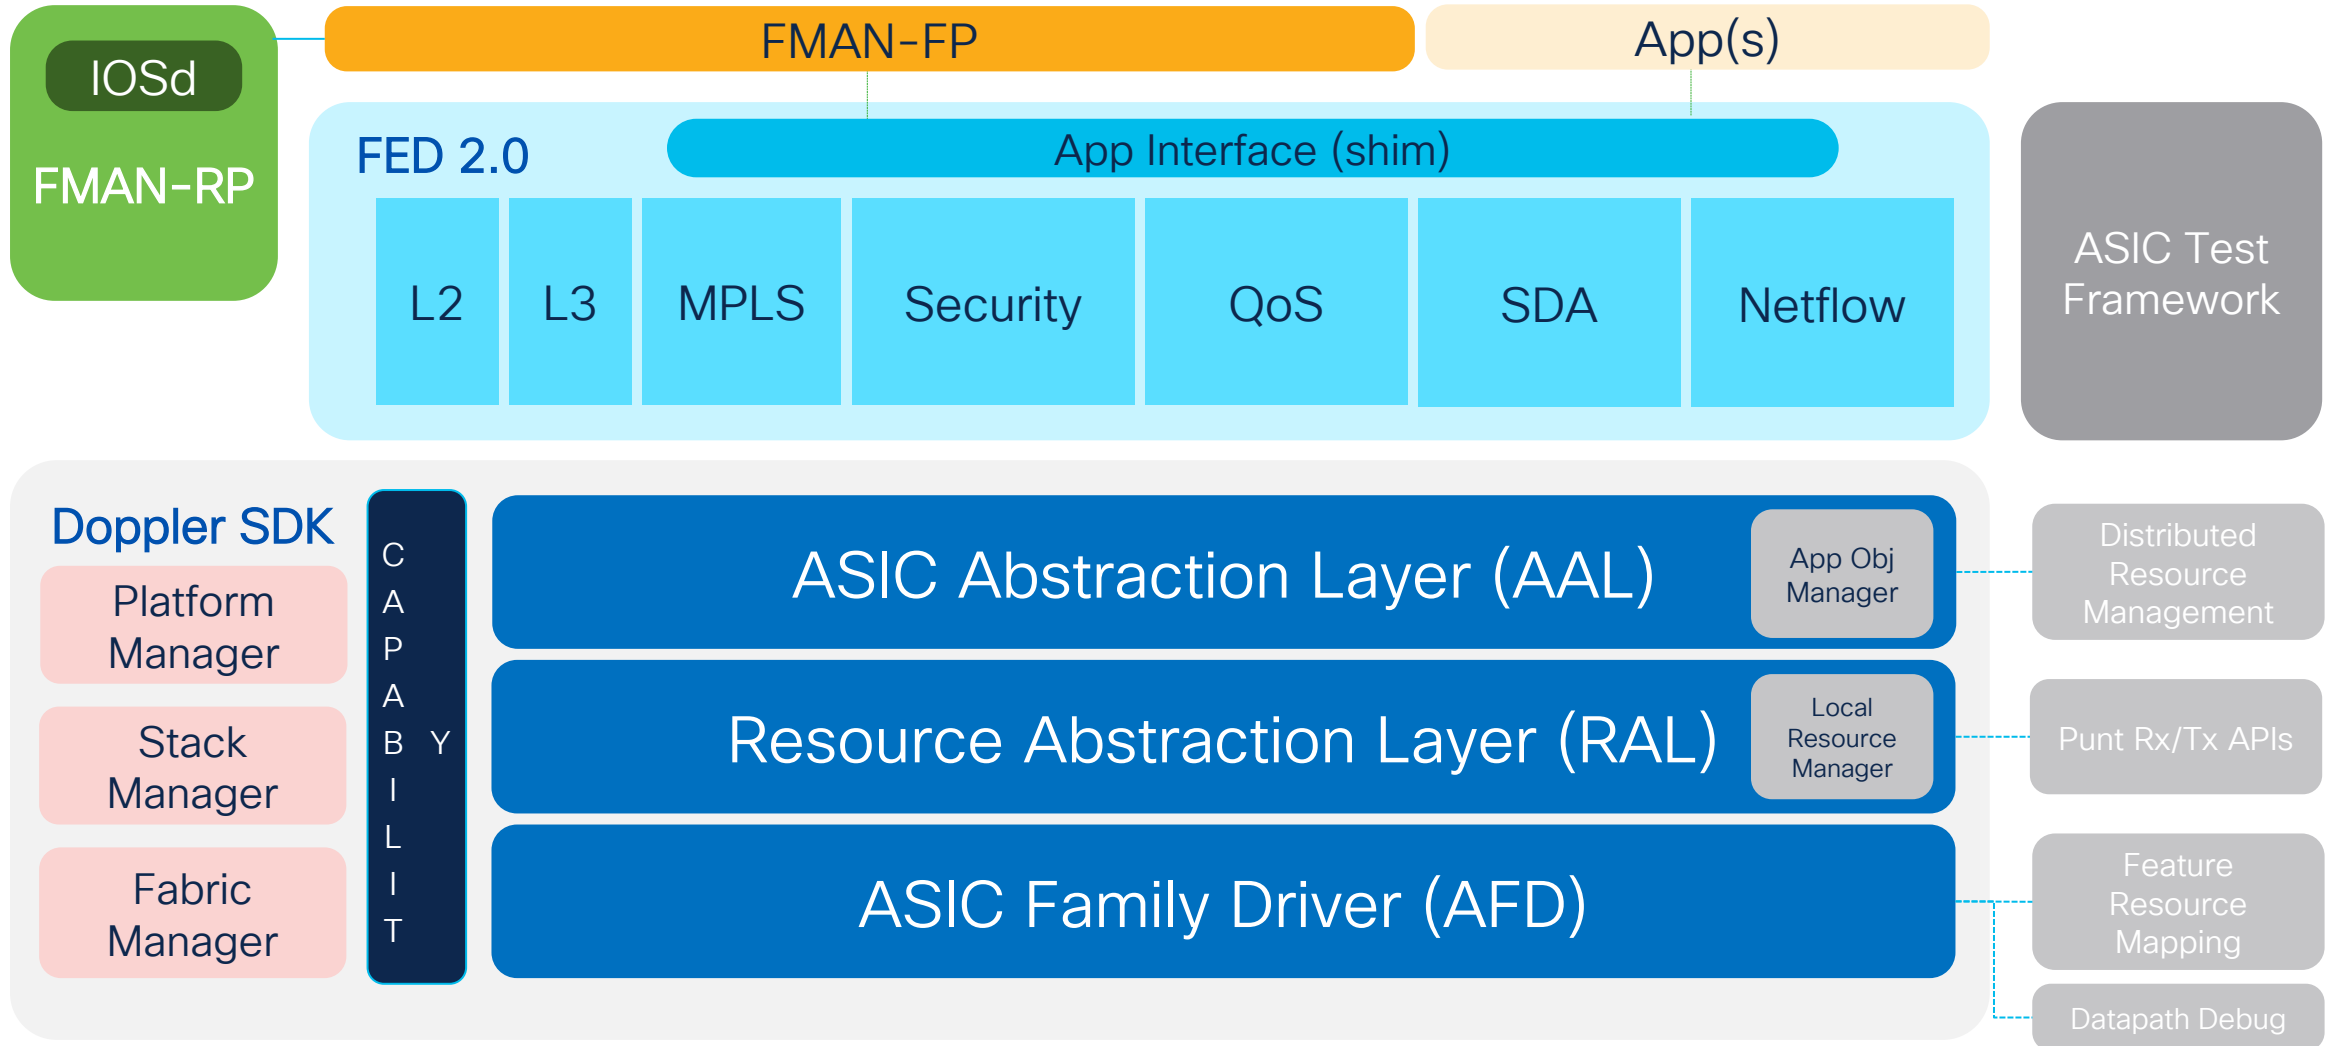 IOSd
FMAN-RP
FMAN-FP
App(s)
FED 2.0
App Interface (shim)
L2
L3
MPLS
Security
QoS
SDA
Netflow
ASIC Test
Framework
Doppler SDK
Platform
Manager
Stack
Manager
Fabric
Manager
CAPABILIT
Y
ASIC Abstraction Layer (AAL)
App Obj
Manager
Resource Abstraction Layer (RAL)
Local
Resource
Manager
ASIC Family Driver (AFD)
Distributed
Resource
Management
Punt Rx/Tx APIs
Feature
Resource
Mapping
Datapath Debug